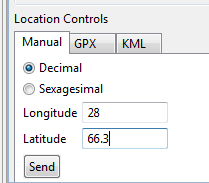 Location Controls
Manual GPX KML
Decimal
Sexagesimal
Longitude 28
Latitude 66.3
Send